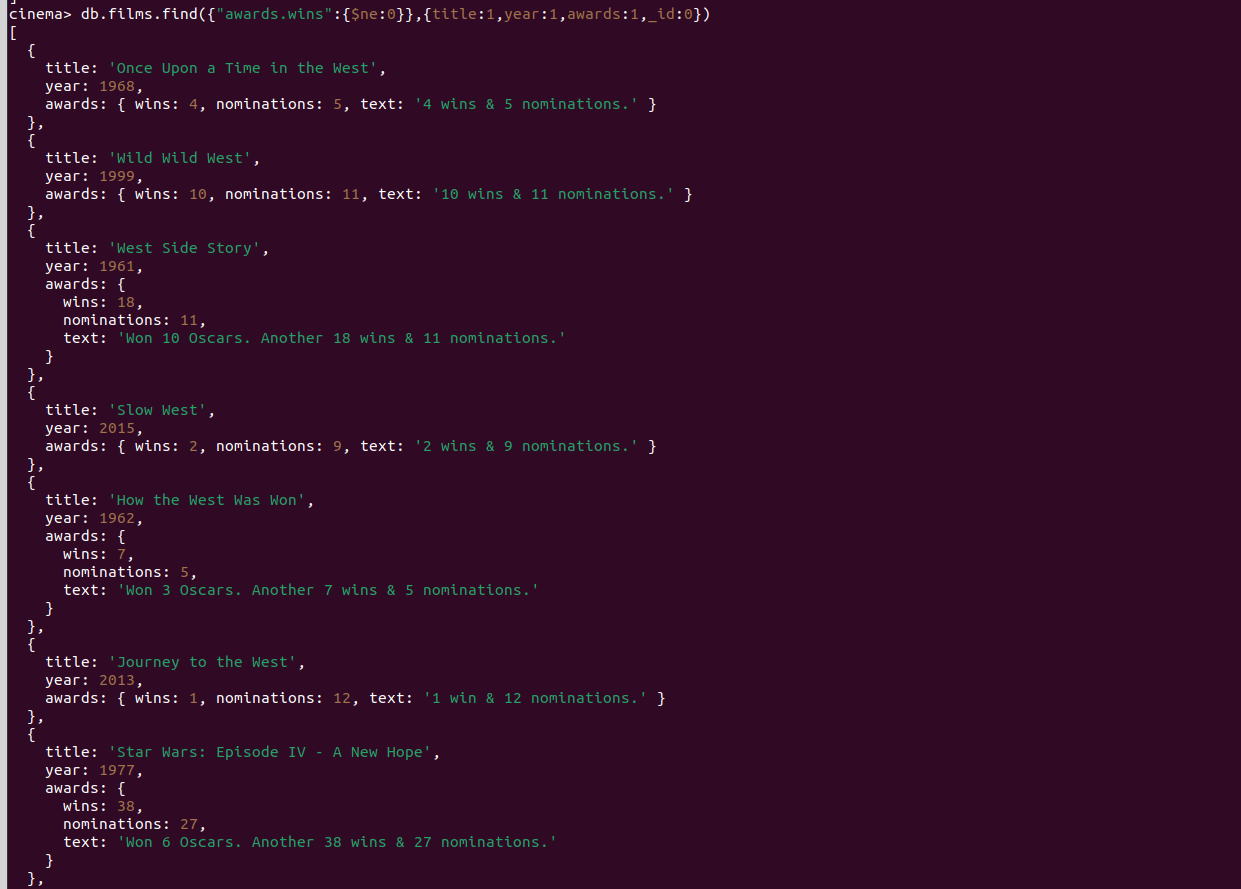 cinema> db.films.find({"awards.wins":{$ne:0}},{title:1,year:1,awards:1,_id:0})
[
  {
    title: 'Once Upon a Time in the West',
    year: 1968,
    awards: { wins: 4, nominations: 5, text: '4 wins & 5 nominations.' }
  },
  {
    title: 'Wild Wild West',
    year: 1999,
    awards: { wins: 10, nominations: 11, text: '10 wins & 11 nominations.' }
  },
  {
    title: 'West Side Story',
    year: 1961,
    awards: {
      wins: 18,
      nominations: 11,
      text: 'Won 10 Oscars. Another 18 wins & 11 nominations.'
    }
  },
  {
    title: 'Slow West',
    year: 2015,
    awards: { wins: 2, nominations: 9, text: '2 wins & 9 nominations.' }
  },
  {
    title: 'How the West Was Won',
    year: 1962,
    awards: {
      wins: 7,
      nominations: 5,
      text: 'Won 3 Oscars. Another 7 wins & 5 nominations.'
    }
  },
  {
    title: 'Journey to the West',
    year: 2013,
    awards: { wins: 1, nominations: 12, text: '1 win & 12 nominations.' }
  },
  {
    title: 'Star Wars: Episode IV - A New Hope',
    year: 1977,
    awards: {
      wins: 38,
      nominations: 27,
      text: 'Won 6 Oscars. Another 38 wins & 27 nominations.'
    }
  },